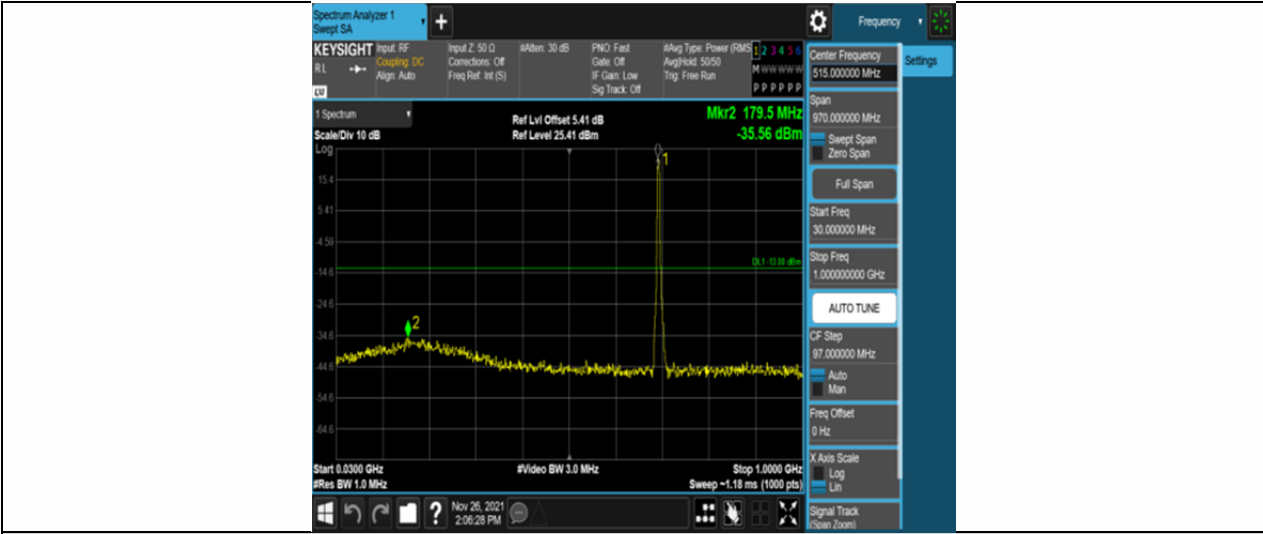 Spectrum Analyzer 1
Swept SA
+
Frequency
KEYSIGHT
RL
LV
Input: RF
Coupling: DC
Align: Auto
Input Z: 50 Ω
Corrections: Off
Freq Ref: Int (S)
#Atten: 30 dB
PNO: Fast
Gate: Off
IF Gain: Low
Sig Track: Off
#Avg Type: Power (RMS
Avg|Hold: 50/50
Trig: Free Run
1 2 3 4 5 6
M W W W W W
P P P P P P
1 Spectrum
Scale/Div 10 dB
Ref Lvl Offset 5.41 dB
Ref Level 25.41 dBm
Mkr2 179.5 MHz
-35.56 dBm
Log
15.4
5.41
-4.59
-14.6
-24.6
-34.6
-44.6
-54.6
-64.6
1
2
DL1 -13.00 dBm
Start 0.0300 GHz
#Res BW 1.0 MHz
#Video BW 3.0 MHz
Stop 1.0000 GHz
Sweep ~1.18 ms (1000 pts)
?
Nov 26, 2021
2:06:28 PM
Center Frequency
515.000000 MHz
Settings
Span
970.000000 MHz
Swept Span
Zero Span
Full Span
Start Freq
30.000000 MHz
Stop Freq
1.000000000 GHz
AUTO TUNE
CF Step
97.000000 MHz
Auto
Man
Freq Offset
0 Hz
X Axis Scale
Log
Lin
Signal Track
(Span Zoom)